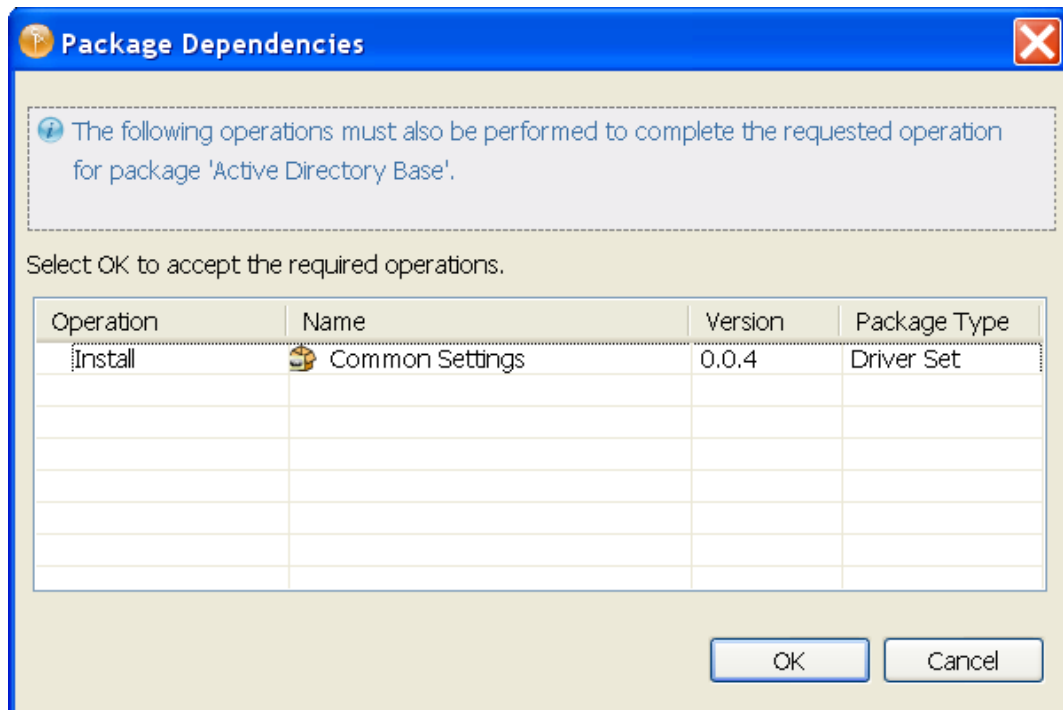 Package Dependencies
The following operations must also be performed to complete the requested operation
for package 'Active Directory Base'.
Select OK to accept the required operations.
Operation Name Version Package Type
Install Common Settings 0.0.4 Driver Set
OK Cancel